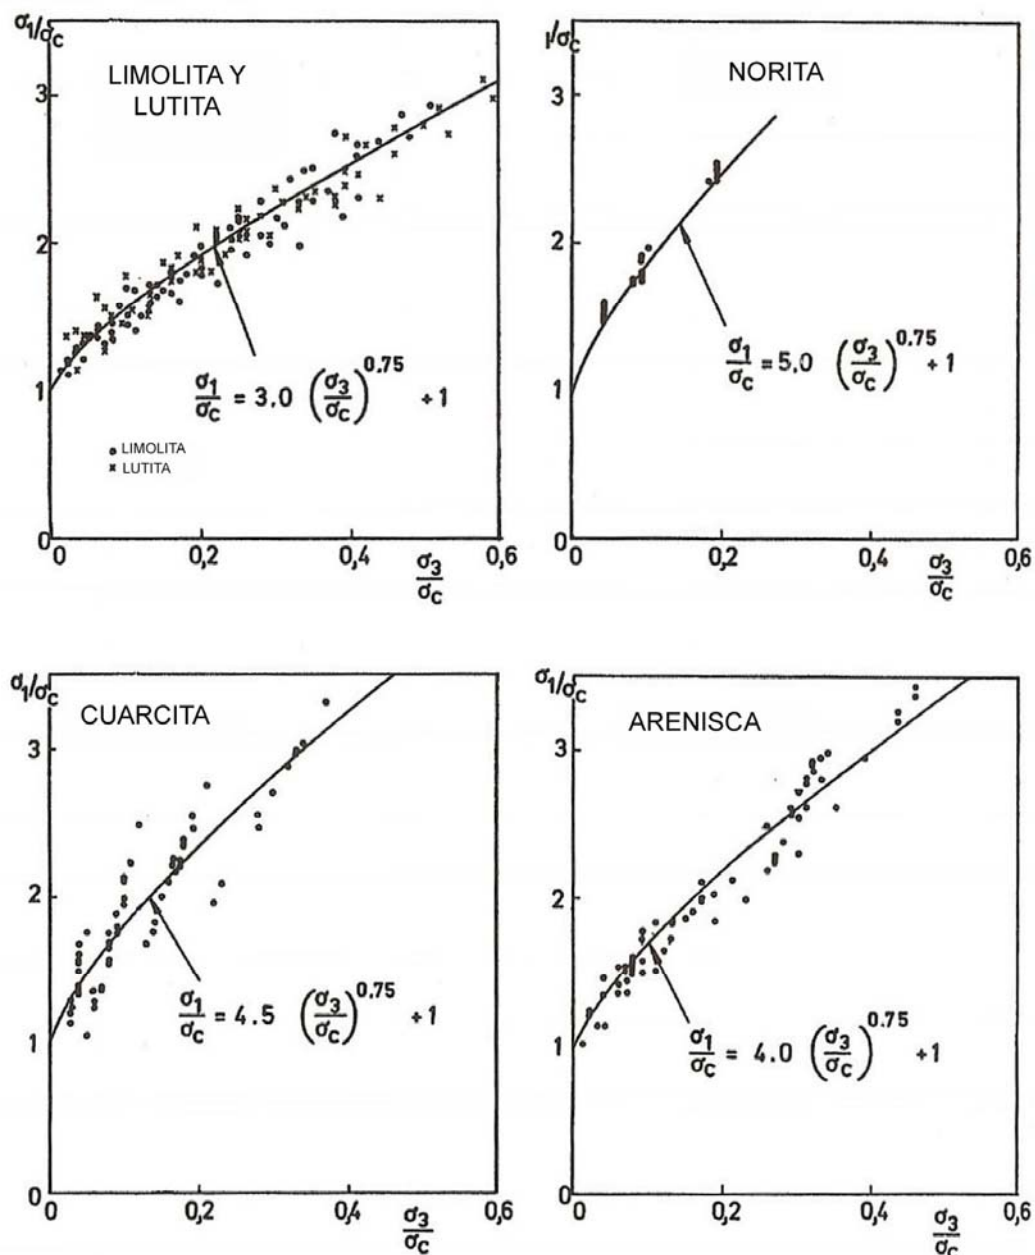 σ1/σC
LIMOLITA Y
LUTITA
3
2
1
0
σ1/σC = 3.0 (σ3/σC)^0.75 + 1
o LIMOLITA
x LUTITA
0 0,2 0,4 0,6
σ3/σC
1/σC
NORITA
3
2
1
0
σ1/σC = 5.0 (σ3/σC)^0.75 + 1
0 0,2 0,4 0,6
σ3/σC
σ1/σC
CUARCITA
3
2
1
0
σ1/σC = 4.5 (σ3/σC)^0.75 + 1
0 0,2 0,4 0,6
σ3/σC
σ1/σC
ARENISCA
3
2
1
0
σ1/σC = 4.0 (σ3/σC)^0.75 + 1
0 0,2 0,4 0,6
σ3/σC